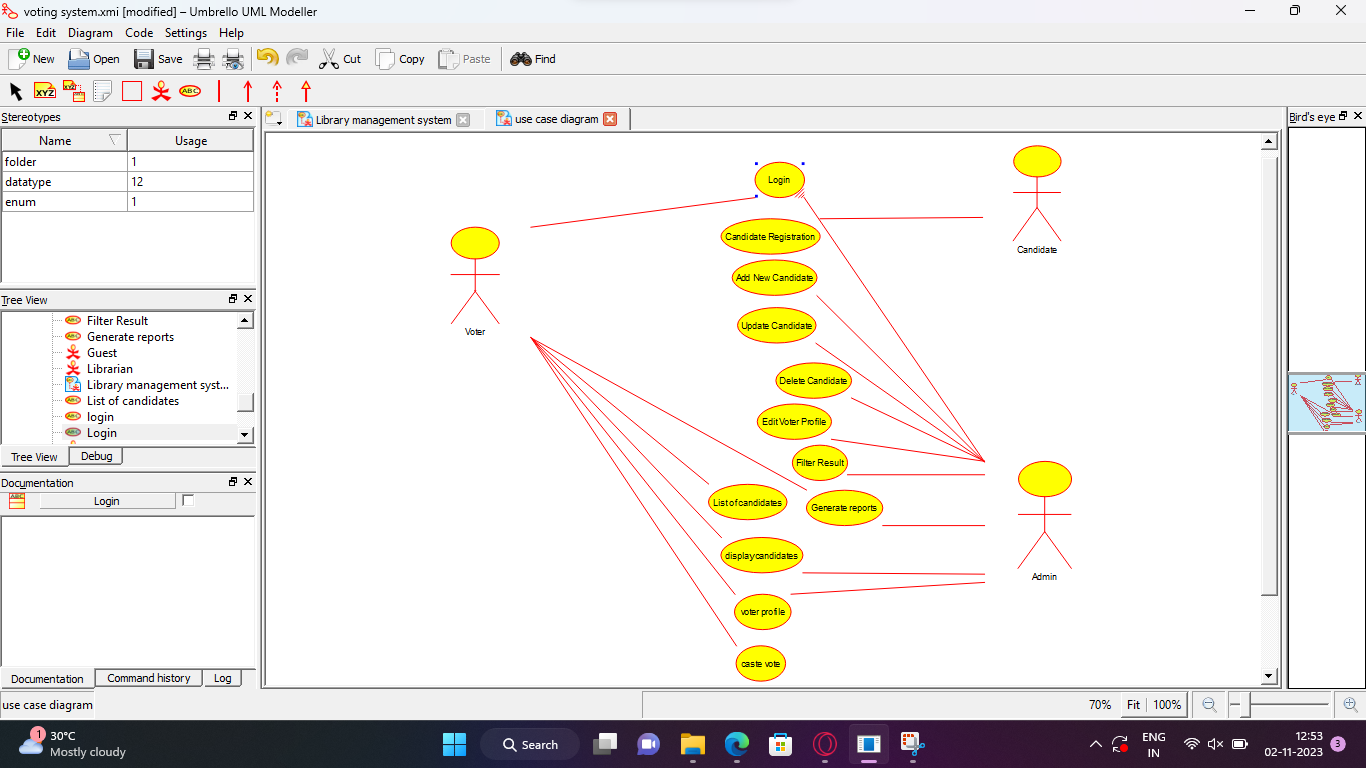 voting system.xmi [modified] – Umbrello UML Modeller
File Edit Diagram Code Settings Help
New Open Save Cut Copy Paste Find
XYZ XYZ ABC
Stereotypes
Name Usage
folder 1
datatype 12
enum 1
Tree View
Filter Result
Generate reports
Guest
Librarian
Library management syst...
List of candidates
login
Login
Tree View Debug
Documentation
Login
Documentation Command history Log
Library management system use case diagram
Login
Candidate Registration
Add New Candidate
Update Candidate
Delete Candidate
Edit Voter Profile
Filter Result
List of candidates
Generate reports
display candidates
voter profile
caste vote
Voter
Candidate
Admin
Bird's eye
use case diagram
70% Fit 100%
1
30°C
Mostly cloudy
Search
ENG
IN
12:53
02-11-2023
3